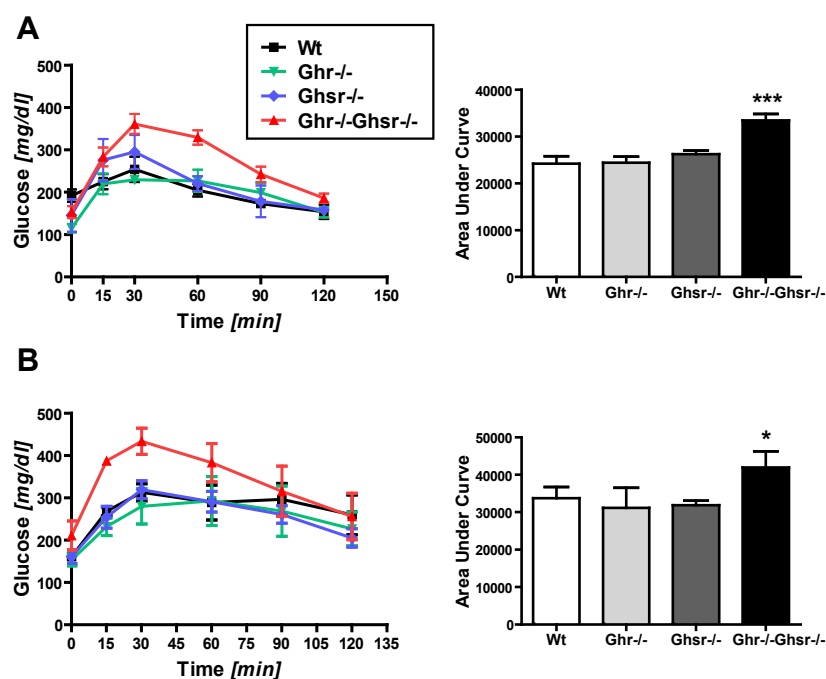 A
Wt
Ghr-/-
Ghsr-/-
Ghr-/-Ghsr-/-
Glucose [mg/dl]
500
400
300
200
100
0
0 15 30 60 90 120 150
Time [min]
Area Under Curve
40000
30000
20000
10000
0
***
Wt Ghr-/- Ghsr-/- Ghr-/-Ghsr-/-
B
Glucose [mg/dl]
500
400
300
200
100
0
0 15 30 45 60 75 90 105 120 135
Time [min]
Area Under Curve
50000
40000
30000
20000
10000
0
*
Wt Ghr-/- Ghsr-/- Ghr-/-Ghsr-/-